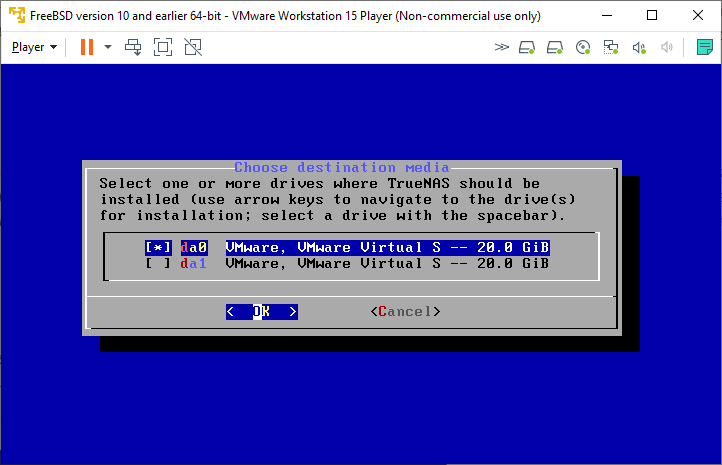 FreeBSD version 10 and earlier 64-bit - VMware Workstation 15 Player (Non-commercial use only)
Player
Choose destination media
Select one or more drives where TrueNAS should be
installed (use arrow keys to navigate to the drive(s)
for installation; select a drive with the spacebar).
[*] da0 VMware, VMware Virtual S -- 20.0 GiB
[ ] da1 VMware, VMware Virtual S -- 20.0 GiB
< OK > <Cancel>